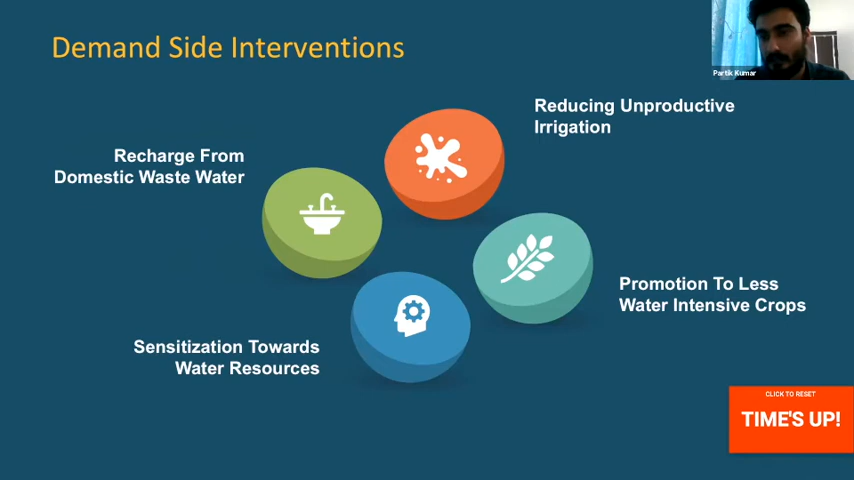 Demand Side Interventions
Partik Kumar
Reducing Unproductive
Irrigation
Recharge From
Domestic Waste Water
Promotion To Less
Water Intensive Crops
Sensitization Towards
Water Resources
CLICK TO RESET
TIME'S UP!